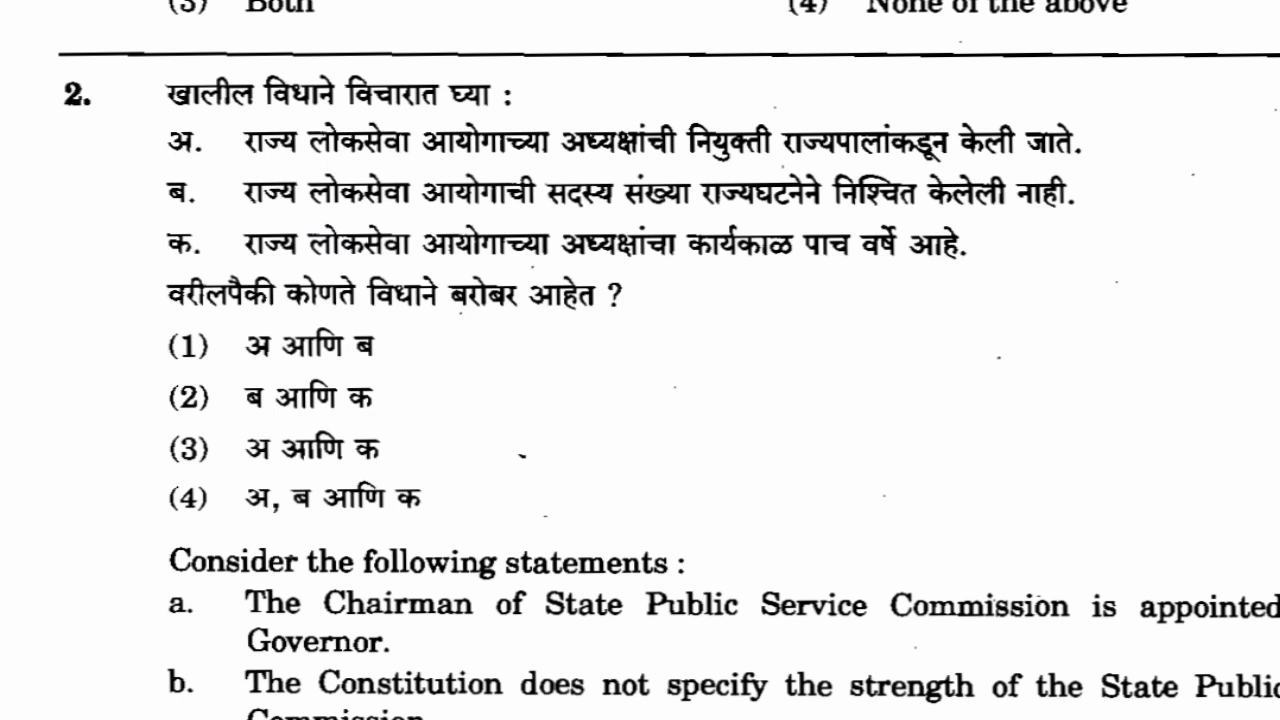 (3) Both (4) None of the above
2. खालील विधाने विचारात घ्या :
अ. राज्य लोकसेवा आयोगाच्या अध्यक्षांची नियुक्ती राज्यपालांकडून केली जाते.
ब. राज्य लोकसेवा आयोगाची सदस्य संख्या राज्यघटनेने निश्चित केलेली नाही.
क. राज्य लोकसेवा आयोगाच्या अध्यक्षांचा कार्यकाळ पाच वर्षे आहे.
वरीलपैकी कोणते विधाने बरोबर आहेत ?
(1) अ आणि ब
(2) ब आणि क
(3) अ आणि क
(4) अ, ब आणि क
Consider the following statements :
a. The Chairman of State Public Service Commission is appointed
Governor.
b. The Constitution does not specify the strength of the State Public
Commission.